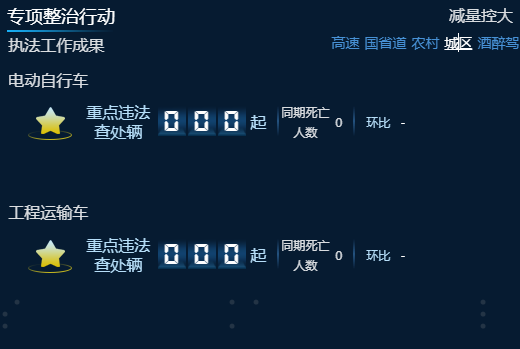 专项整治行动 减量控大
执法工作成果 高速 国省道 农村 城区 酒醉驾
电动自行车
重点违法 同期死亡
000 起 0 环比 -
查处辆 人数
工程运输车
重点违法 同期死亡
000 起 0 环比 -
查处辆 人数